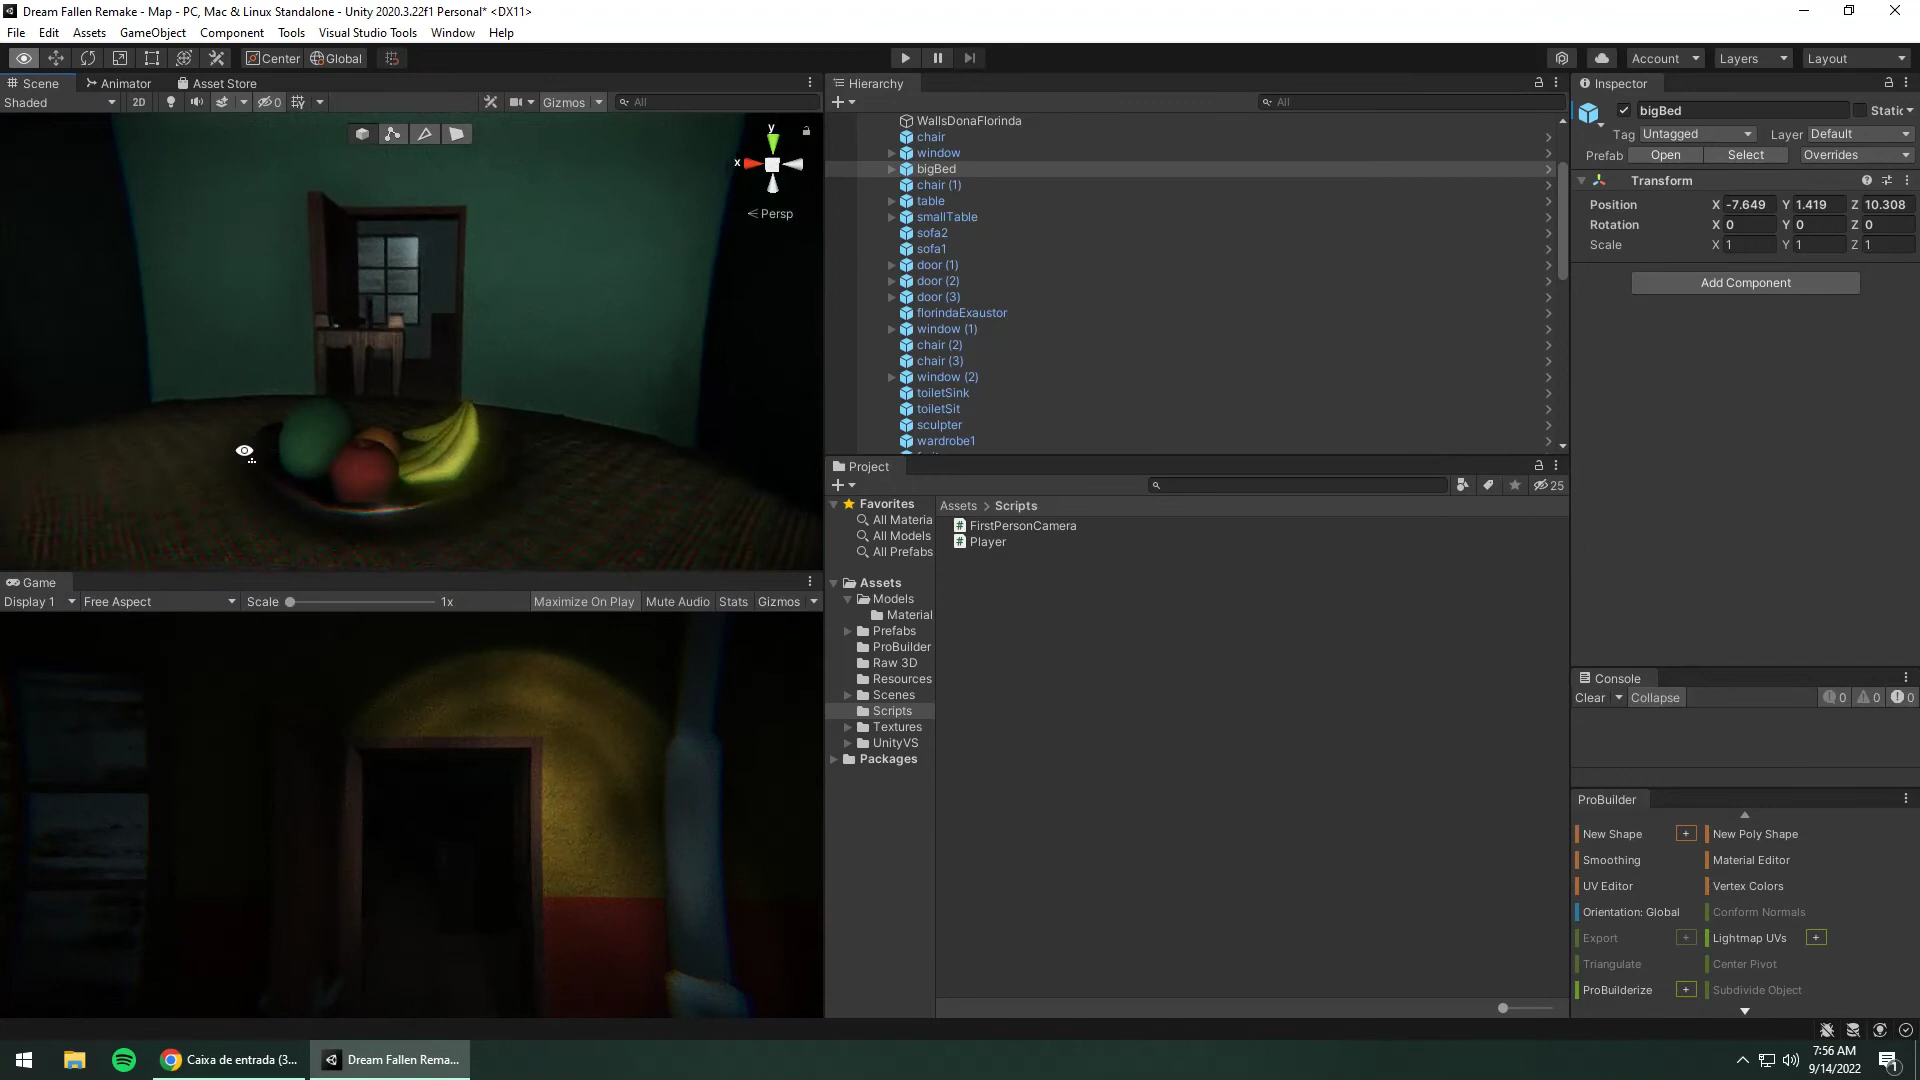 Dream Fallen Remake - Map - PC, Mac & Linux Standalone - Unity 2020.3.22f1 Personal* <DX11>
File Edit Assets GameObject Component Tools Visual Studio Tools Window Help
Center Global Account Layers Layout
Scene Animator Asset Store
Shaded 2D 0 Gizmos All
y
x
Persp
Hierarchy
All
WallsDonaFlorinda
chair
window
bigBed
chair (1)
table
smallTable
sofa2
sofa1
door (1)
door (2)
door (3)
florindaExaustor
window (1)
chair (2)
chair (3)
window (2)
toiletSink
toiletSit
sculpter
wardrobe1
Inspector
bigBed Static
Tag Untagged Layer Default
Prefab Open Select Overrides
Transform
Position X -7.649 Y 1.419 Z 10.308
Rotation X 0 Y 0 Z 0
Scale X 1 Y 1 Z 1
Add Component
Project
25
Favorites
All Materia
All Models
All Prefabs
Assets
Models
Material
Prefabs
ProBuilder
Raw 3D
Resources
Scenes
Scripts
Textures
UnityVS
Packages
Assets > Scripts
FirstPersonCamera
Player
Game
Display 1 Free Aspect Scale 1x Maximize On Play Mute Audio Stats Gizmos
Console
Clear Collapse 0 0 0
ProBuilder
New Shape + New Poly Shape
Smoothing Material Editor
UV Editor Vertex Colors
Orientation: Global Conform Normals
Export + Lightmap UVs +
Triangulate Center Pivot
ProBuilderize + Subdivide Object
Caixa de entrada (3... Dream Fallen Rema...
7:56 AM
9/14/2022
1